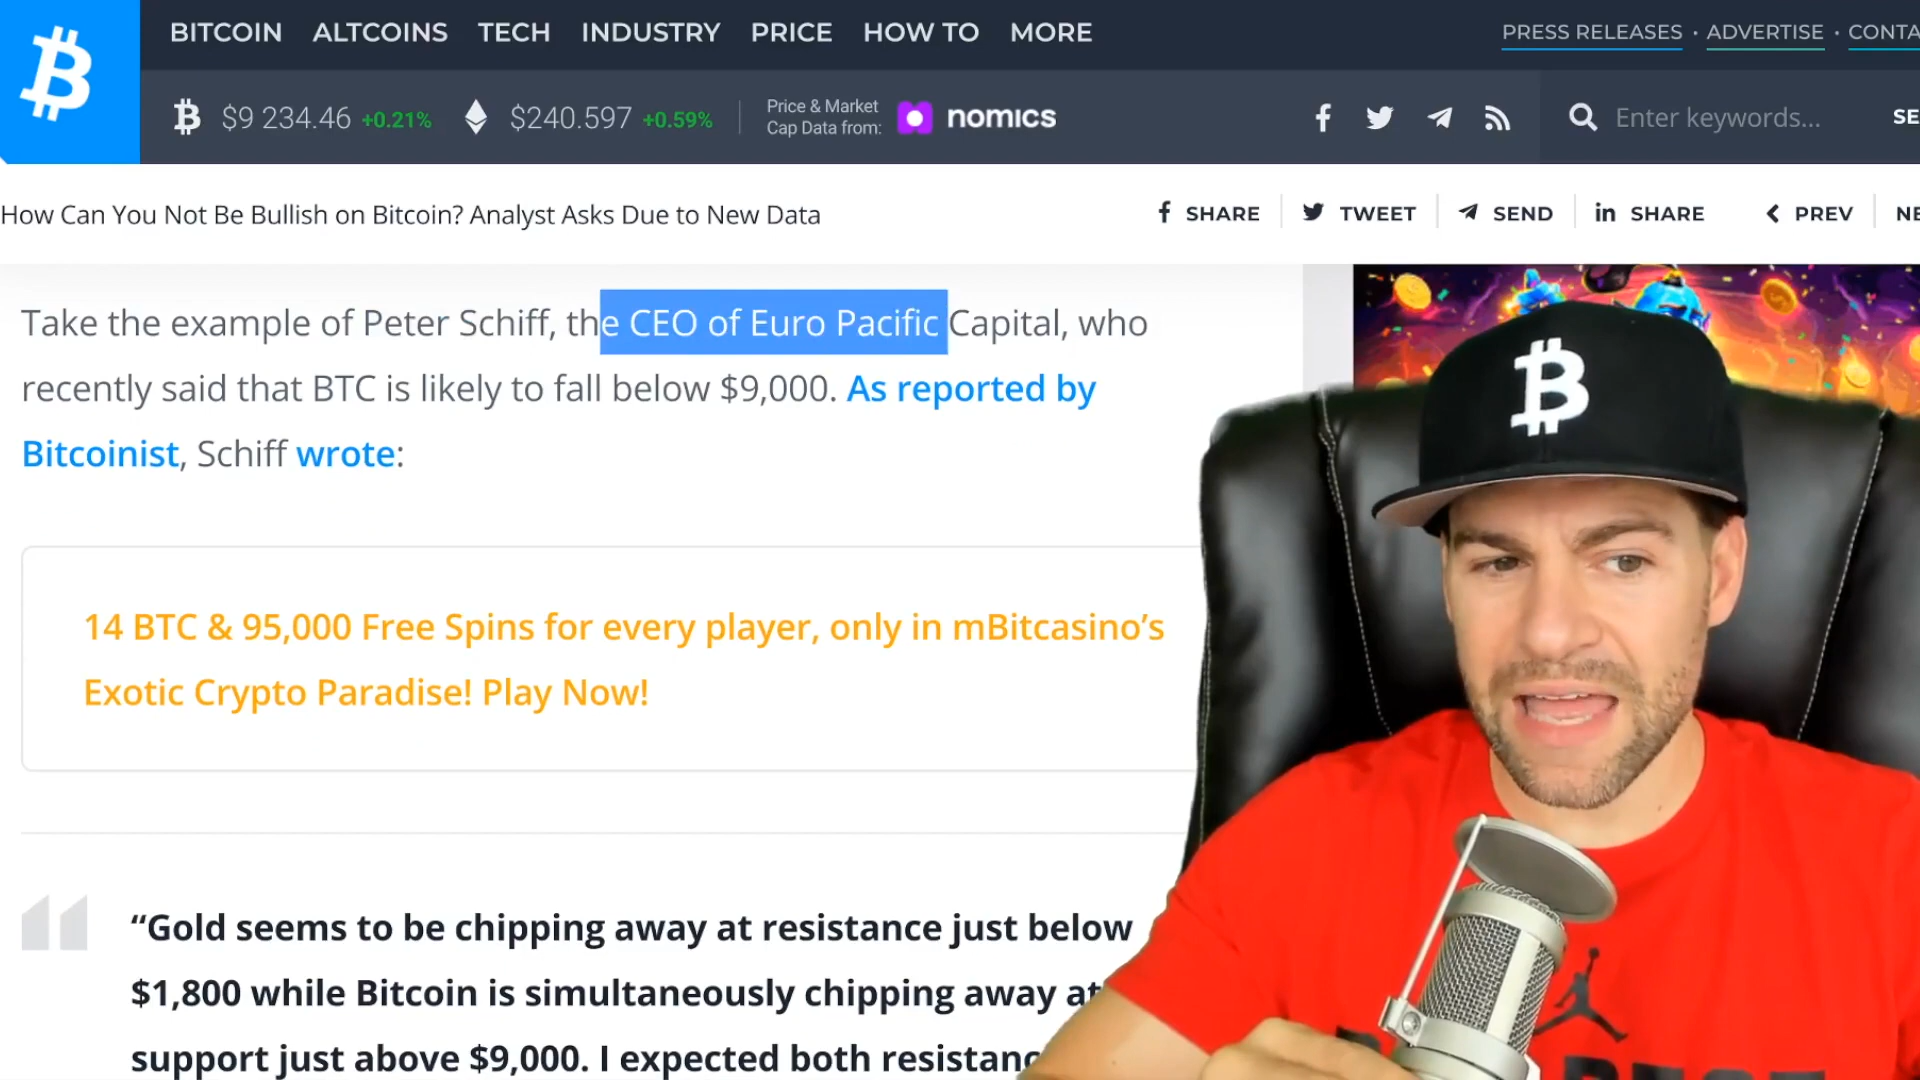 BITCOIN ALTCOINS TECH INDUSTRY PRICE HOW TO MORE PRESS RELEASES · ADVERTISE ·
$9 234.46 +0.21% $240.597 +0.59% Price & Market Cap Data from: nomics Enter keywords...
How Can You Not Be Bullish on Bitcoin? Analyst Asks Due to New Data SHARE TWEET SEND in SHARE PREV
Take the example of Peter Schiff, the CEO of Euro Pacific Capital, who
recently said that BTC is likely to fall below $9,000. As reported by
Bitcoinist, Schiff wrote:
14 BTC & 95,000 Free Spins for every player, only in mBitcasino’s
Exotic Crypto Paradise! Play Now!
“Gold seems to be chipping away at resistance just below
$1,800 while Bitcoin is simultaneously chipping away at
support just above $9,000. I expected both